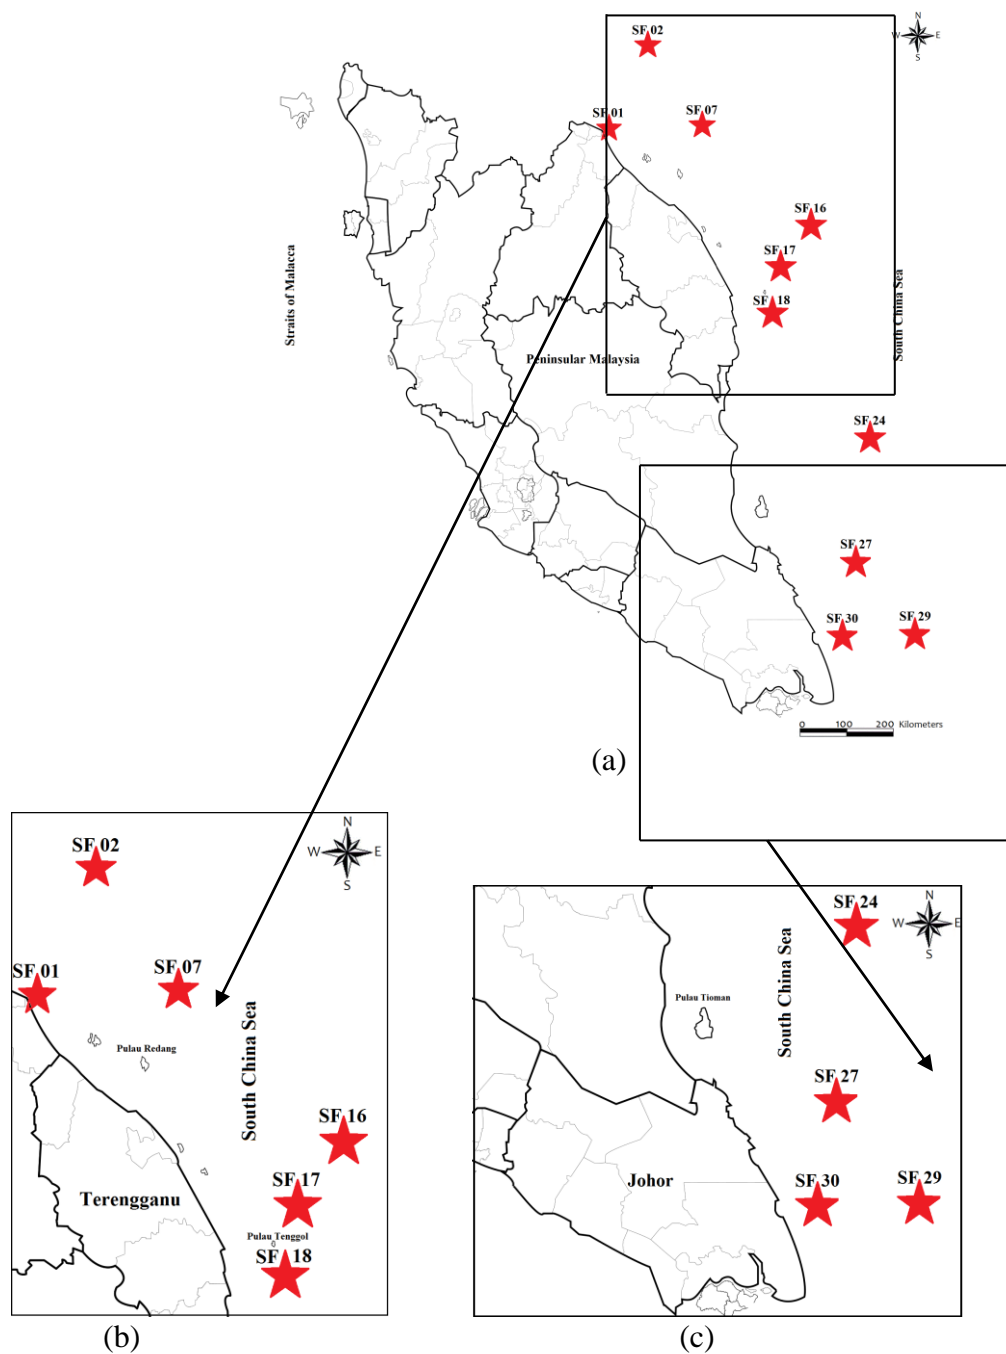 SF 02
N
W E
S
SF 01
SF 07
SF 16
SF 17
SF 18
Straits of Malacca
South China Sea
Peninsular Malaysia
SF 24
SF 27
SF 30
SF 29
0 100 200 Kilometers
(a)
SF 02
N
W E
S
SF 01
SF 07
Pulau Redang
South China Sea
SF 16
SF 17
Terengganu
Pulau Tenggol
SF 18
(b)
SF 24
N
W E
S
South China Sea
Pulau Tioman
SF 27
Johor
SF 30
SF 29
(c)